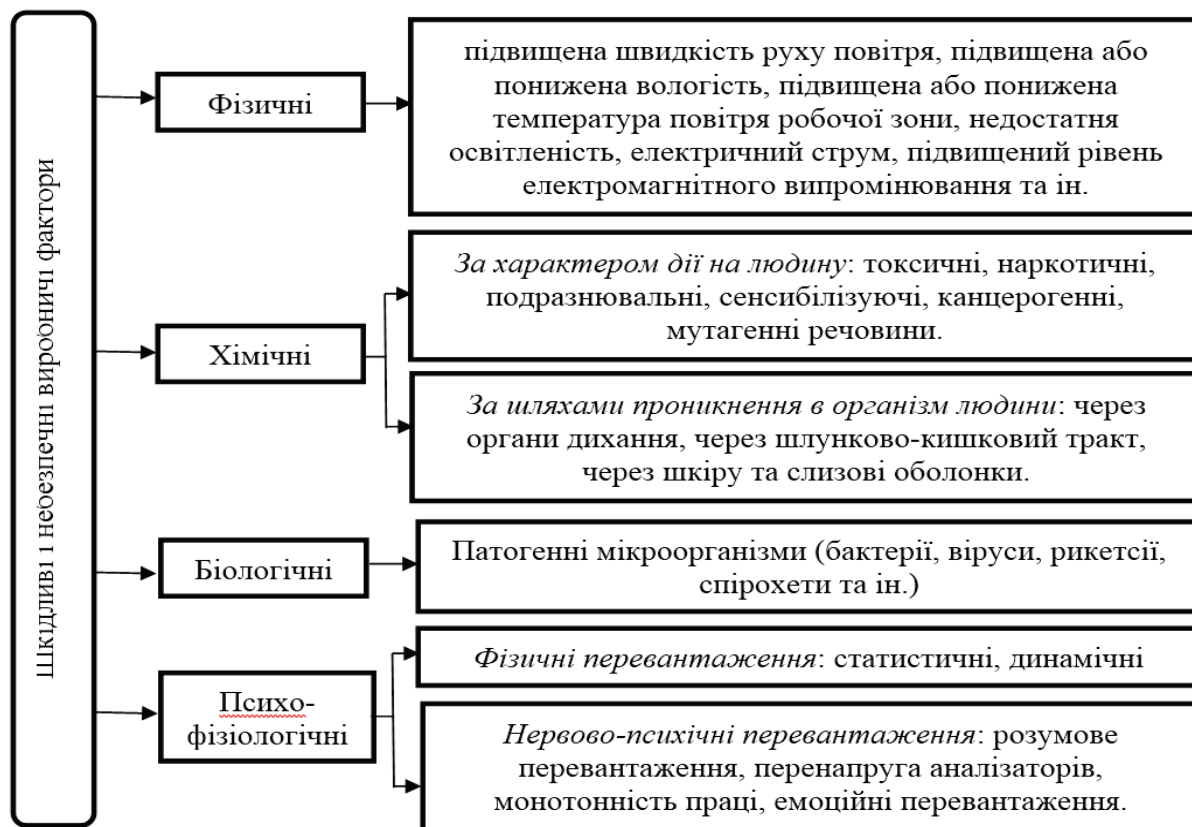 Шкідливі і небезпечні виробничі фактори
Фізичні
підвищена швидкість руху повітря, підвищена або
понижена вологість, підвищена або понижена
температура повітря робочої зони, недостатня
освітленість, електричний струм, підвищений рівень
електромагнітного випромінювання та ін.
Хімічні
За характером дії на людину: токсичні, наркотичні,
подразнювальні, сенсибілізуючі, канцерогенні,
мутагенні речовини.
За шляхами проникнення в організм людини: через
органи дихання, через шлунково-кишковий тракт,
через шкіру та слизові оболонки.
Біологічні
Патогенні мікроорганізми (бактерії, віруси, рикетсії,
спірохети та ін.)
Психо-
фізіологічні
Фізичні перевантаження: статистичні, динамічні
Нервово-психічні перевантаження: розумове
перевантаження, перенапруга аналізаторів,
монотонність праці, емоційні перевантаження.